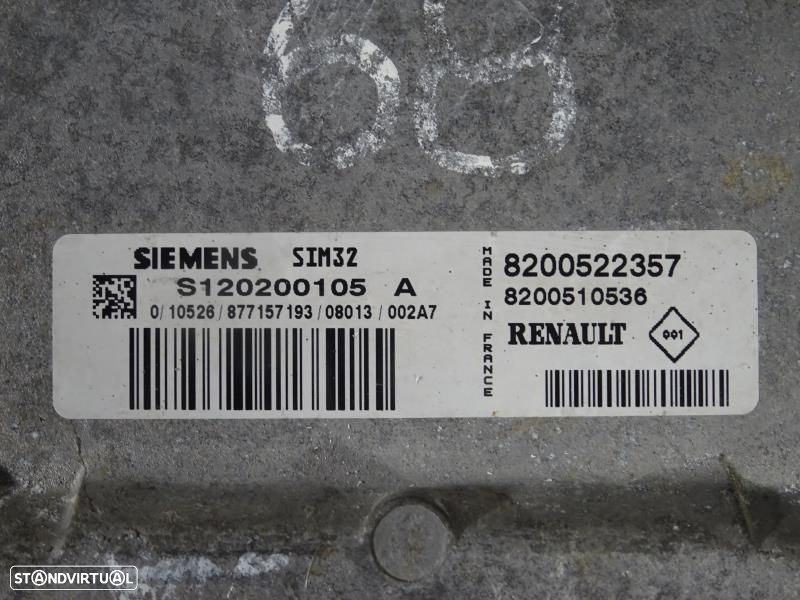 68
SIEMENS SIM32
S120200105 A
0/10526/877157193/08013/002A7
MADE IN FRANCE
8200522357
8200510536
RENAULT
001
STANDVIRTUAL